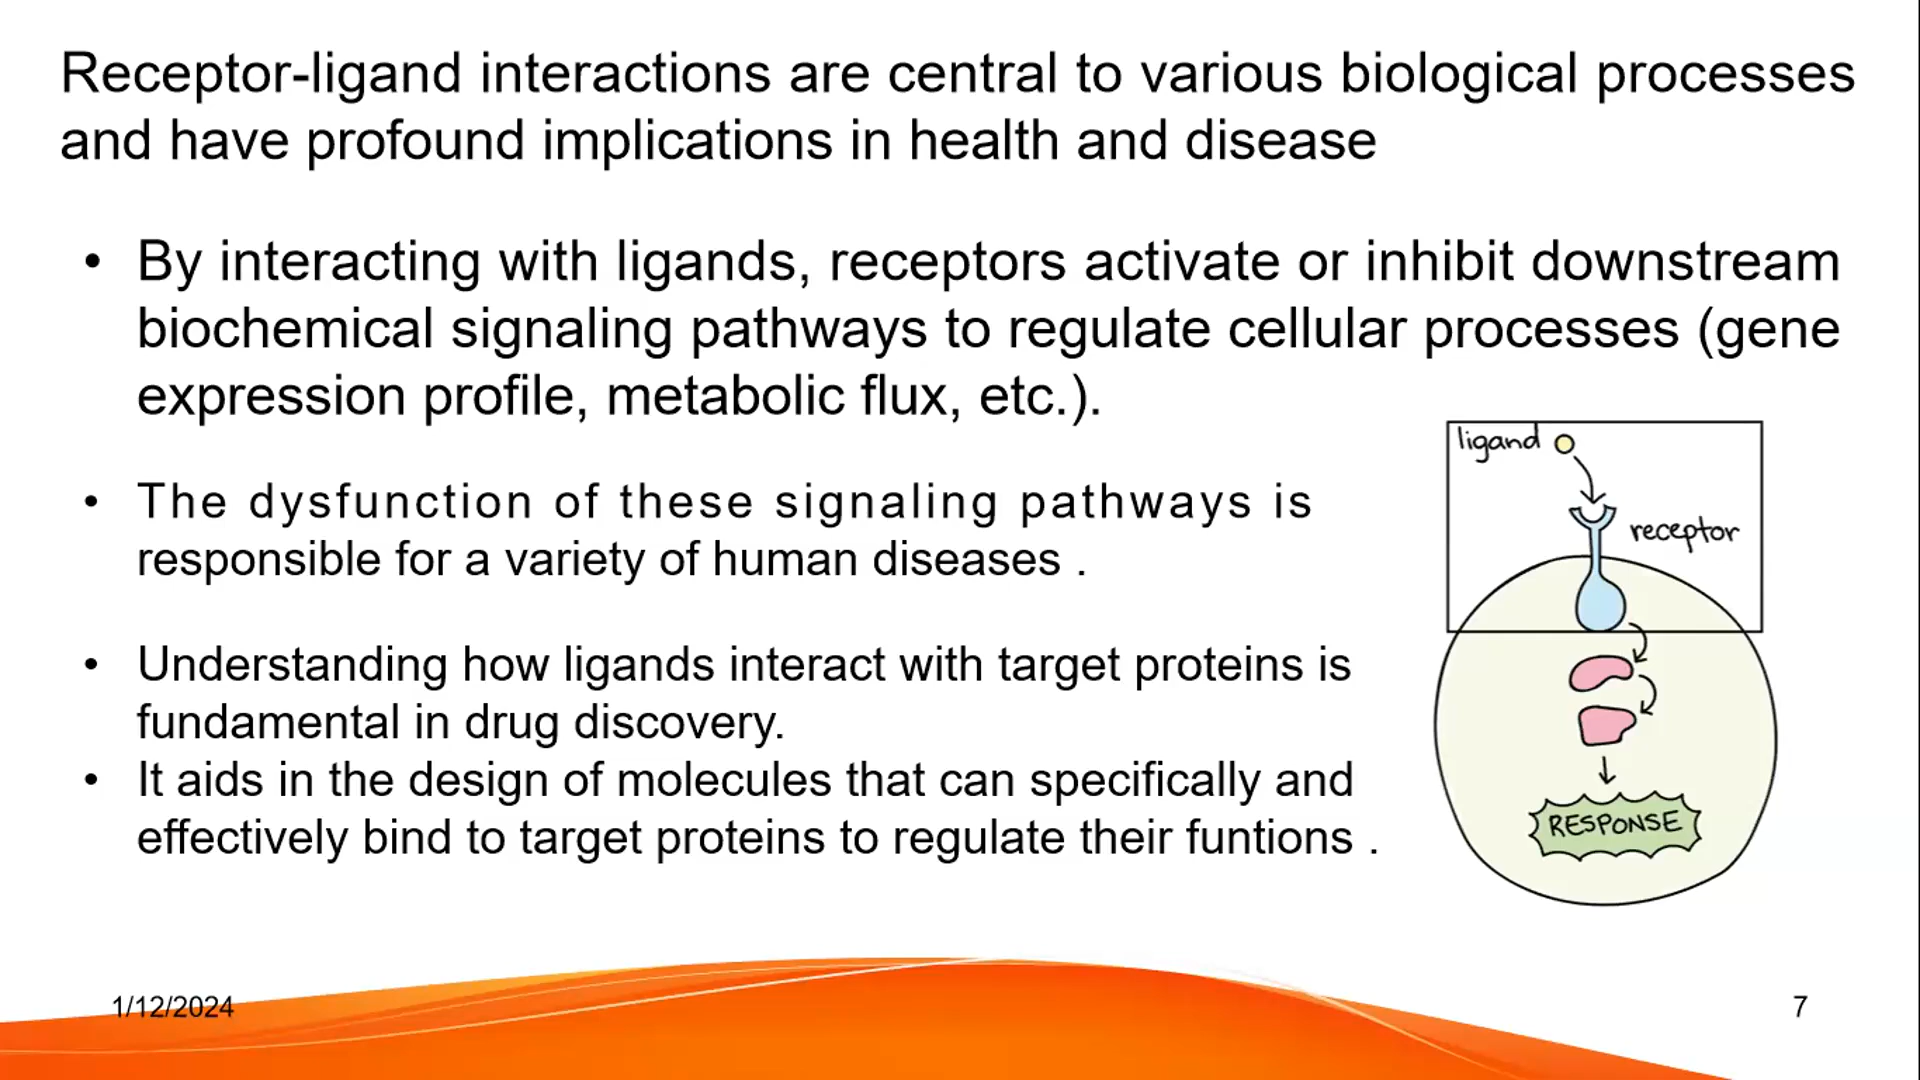 Receptor-ligand interactions are central to various biological processes
and have profound implications in health and disease
• By interacting with ligands, receptors activate or inhibit downstream
biochemical signaling pathways to regulate cellular processes (gene
expression profile, metabolic flux, etc.).
• The dysfunction of these signaling pathways is
responsible for a variety of human diseases .
• Understanding how ligands interact with target proteins is
fundamental in drug discovery.
• It aids in the design of molecules that can specifically and
effectively bind to target proteins to regulate their funtions .
ligand
receptor
RESPONSE
1/12/2024
7